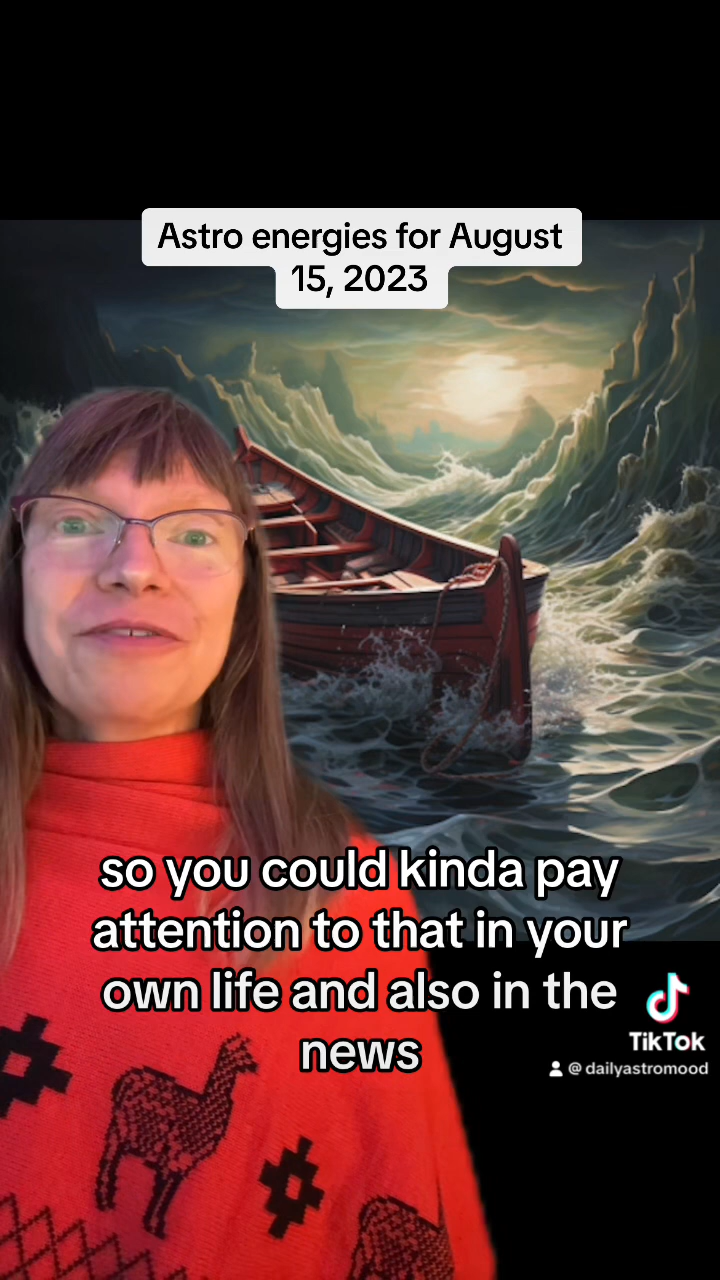 Astro energies for August
15, 2023
so you could kinda pay
attention to that in your
own life and also in the
news
TikTok
@dailyastromood